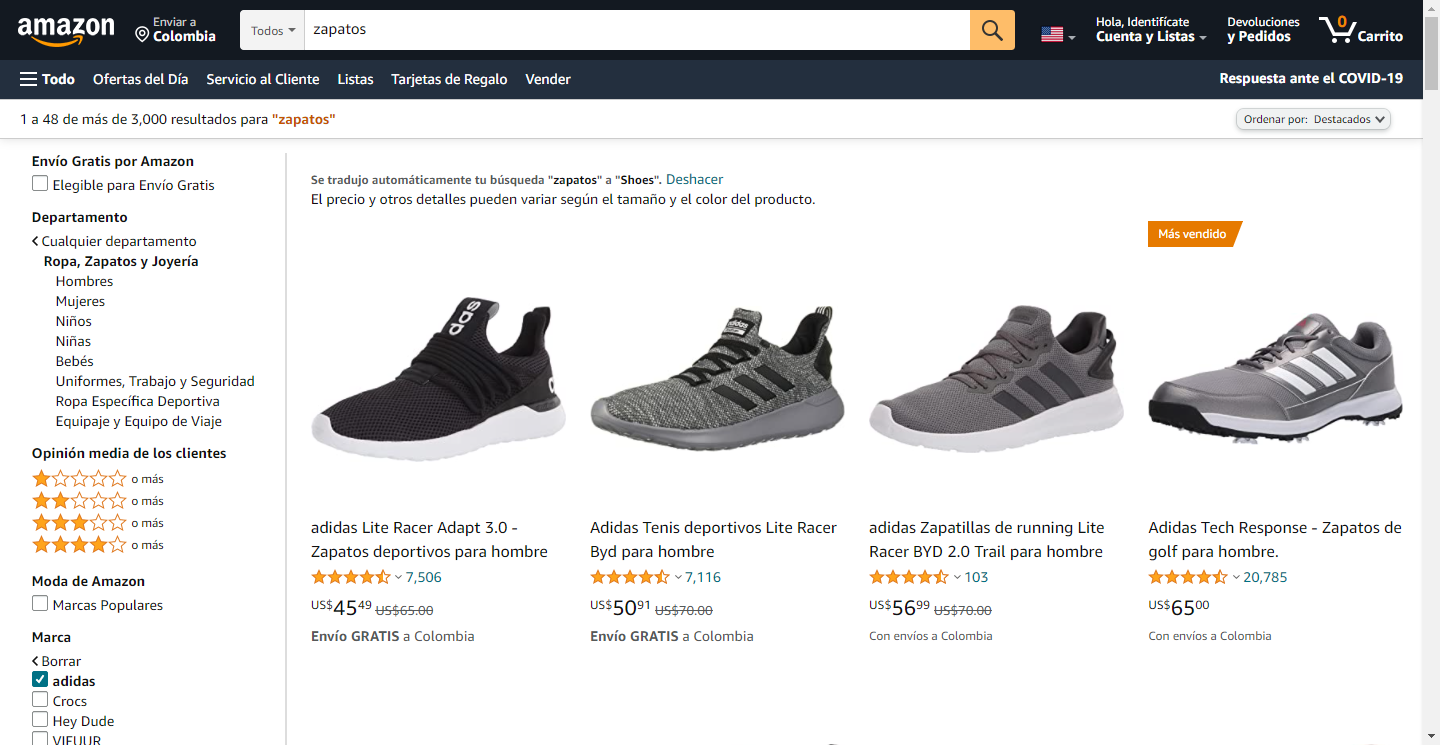 amazon
Enviar a
Colombia
Todos
zapatos
Hola, Identifícate
Cuenta y Listas
Devoluciones
y Pedidos
0
Carrito
Todo
Ofertas del Día
Servicio al Cliente
Listas
Tarjetas de Regalo
Vender
Respuesta ante el COVID-19
1 a 48 de más de 3,000 resultados para "zapatos"
Ordenar por: Destacados
Envío Gratis por Amazon
Elegible para Envío Gratis
Departamento
Cualquier departamento
Ropa, Zapatos y Joyería
Hombres
Mujeres
Niños
Niñas
Bebés
Uniformes, Trabajo y Seguridad
Ropa Específica Deportiva
Equipaje y Equipo de Viaje
Opinión media de los clientes
o más
o más
o más
o más
Moda de Amazon
Marcas Populares
Marca
Borrar
adidas
Crocs
Hey Dude
VIFUUR
Se tradujo automáticamente tu búsqueda "zapatos" a "Shoes". Deshacer
El precio y otros detalles pueden variar según el tamaño y el color del producto.
das
adidas
adidas Lite Racer Adapt 3.0 -
Zapatos deportivos para hombre
7,506
US$45.49 US$65.00
Envío GRATIS a Colombia
Adidas Tenis deportivos Lite Racer
Byd para hombre
7,116
US$50.91 US$70.00
Envío GRATIS a Colombia
adidas Zapatillas de running Lite
Racer BYD 2.0 Trail para hombre
103
US$56.99 US$70.00
Con envíos a Colombia
Más vendido
Adidas Tech Response - Zapatos de
golf para hombre.
20,785
US$65.00
Con envíos a Colombia